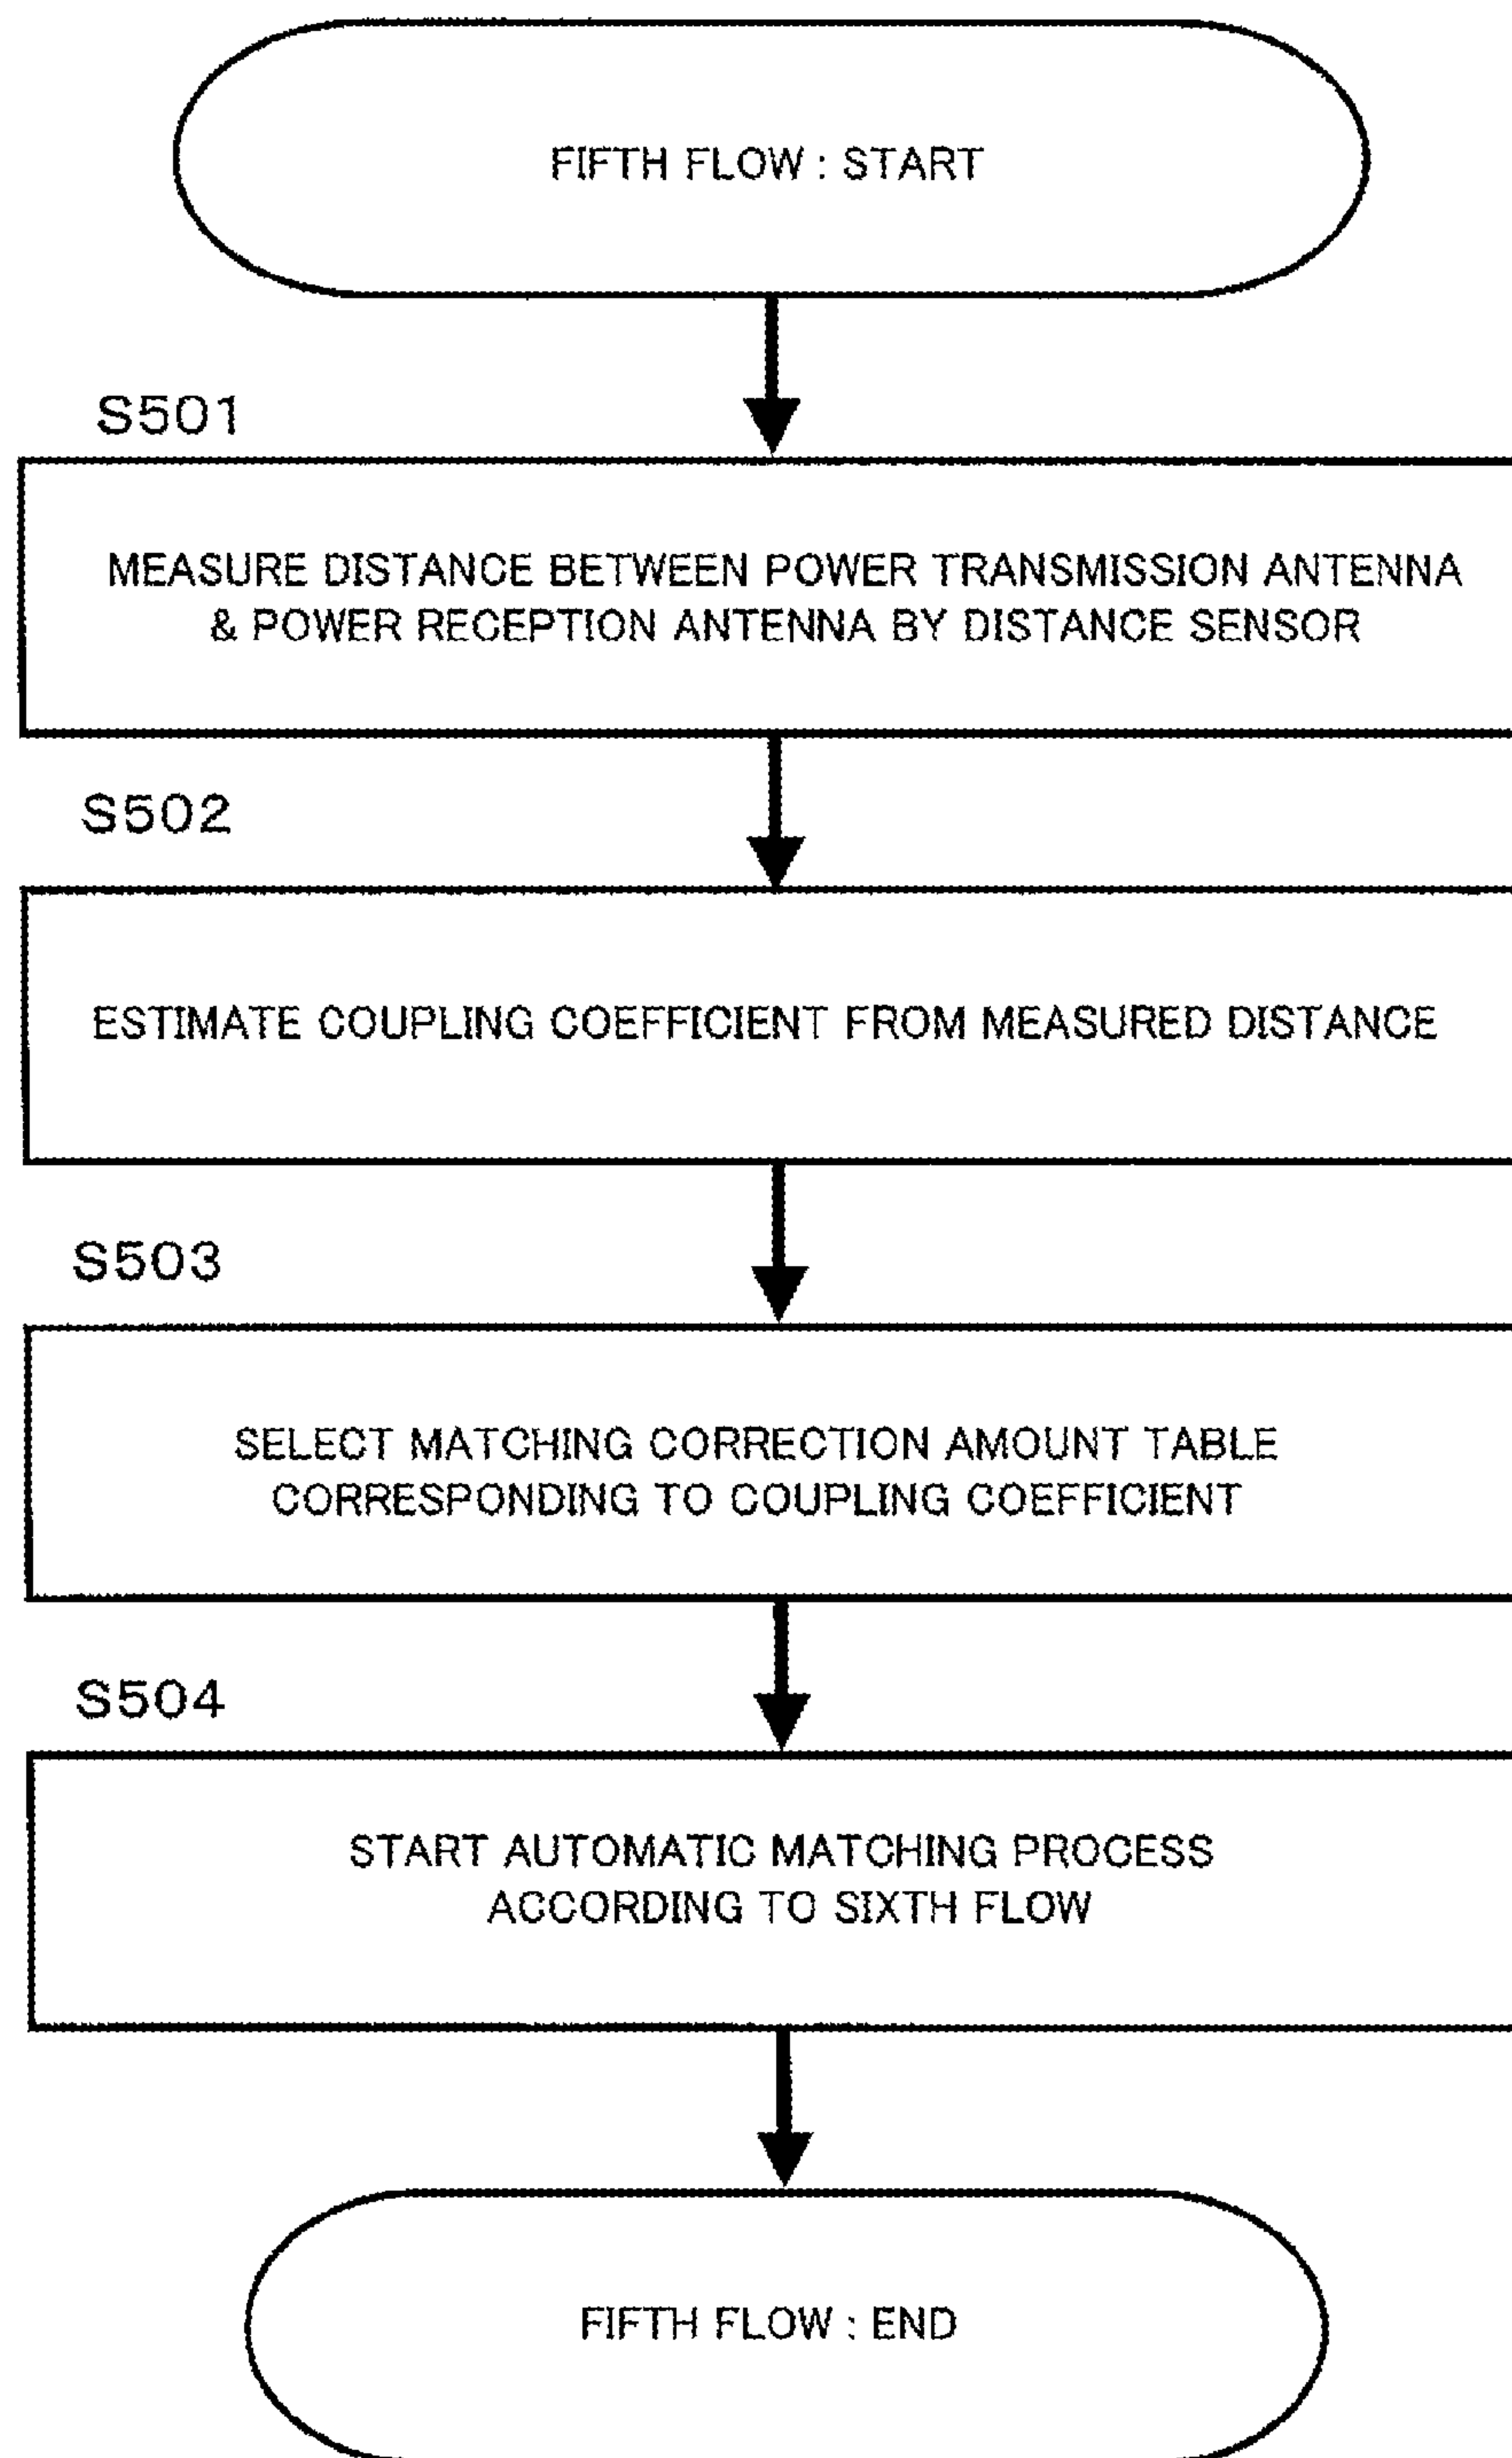 FIFTH FLOW : START
S501
MEASURE DISTANCE BETWEEN POWER TRANSMISSION ANTENNA
& POWER RECEPTION ANTENNA BY DISTANCE SENSOR
S502
ESTIMATE COUPLING COEFFICIENT FROM MEASURED DISTANCE
S503
SELECT MATCHING CORRECTION AMOUNT TABLE
CORRESPONDING TO COUPLING COEFFICIENT
S504
START AUTOMATIC MATCHING PROCESS
ACCORDING TO SIXTH FLOW
FIFTH FLOW : END